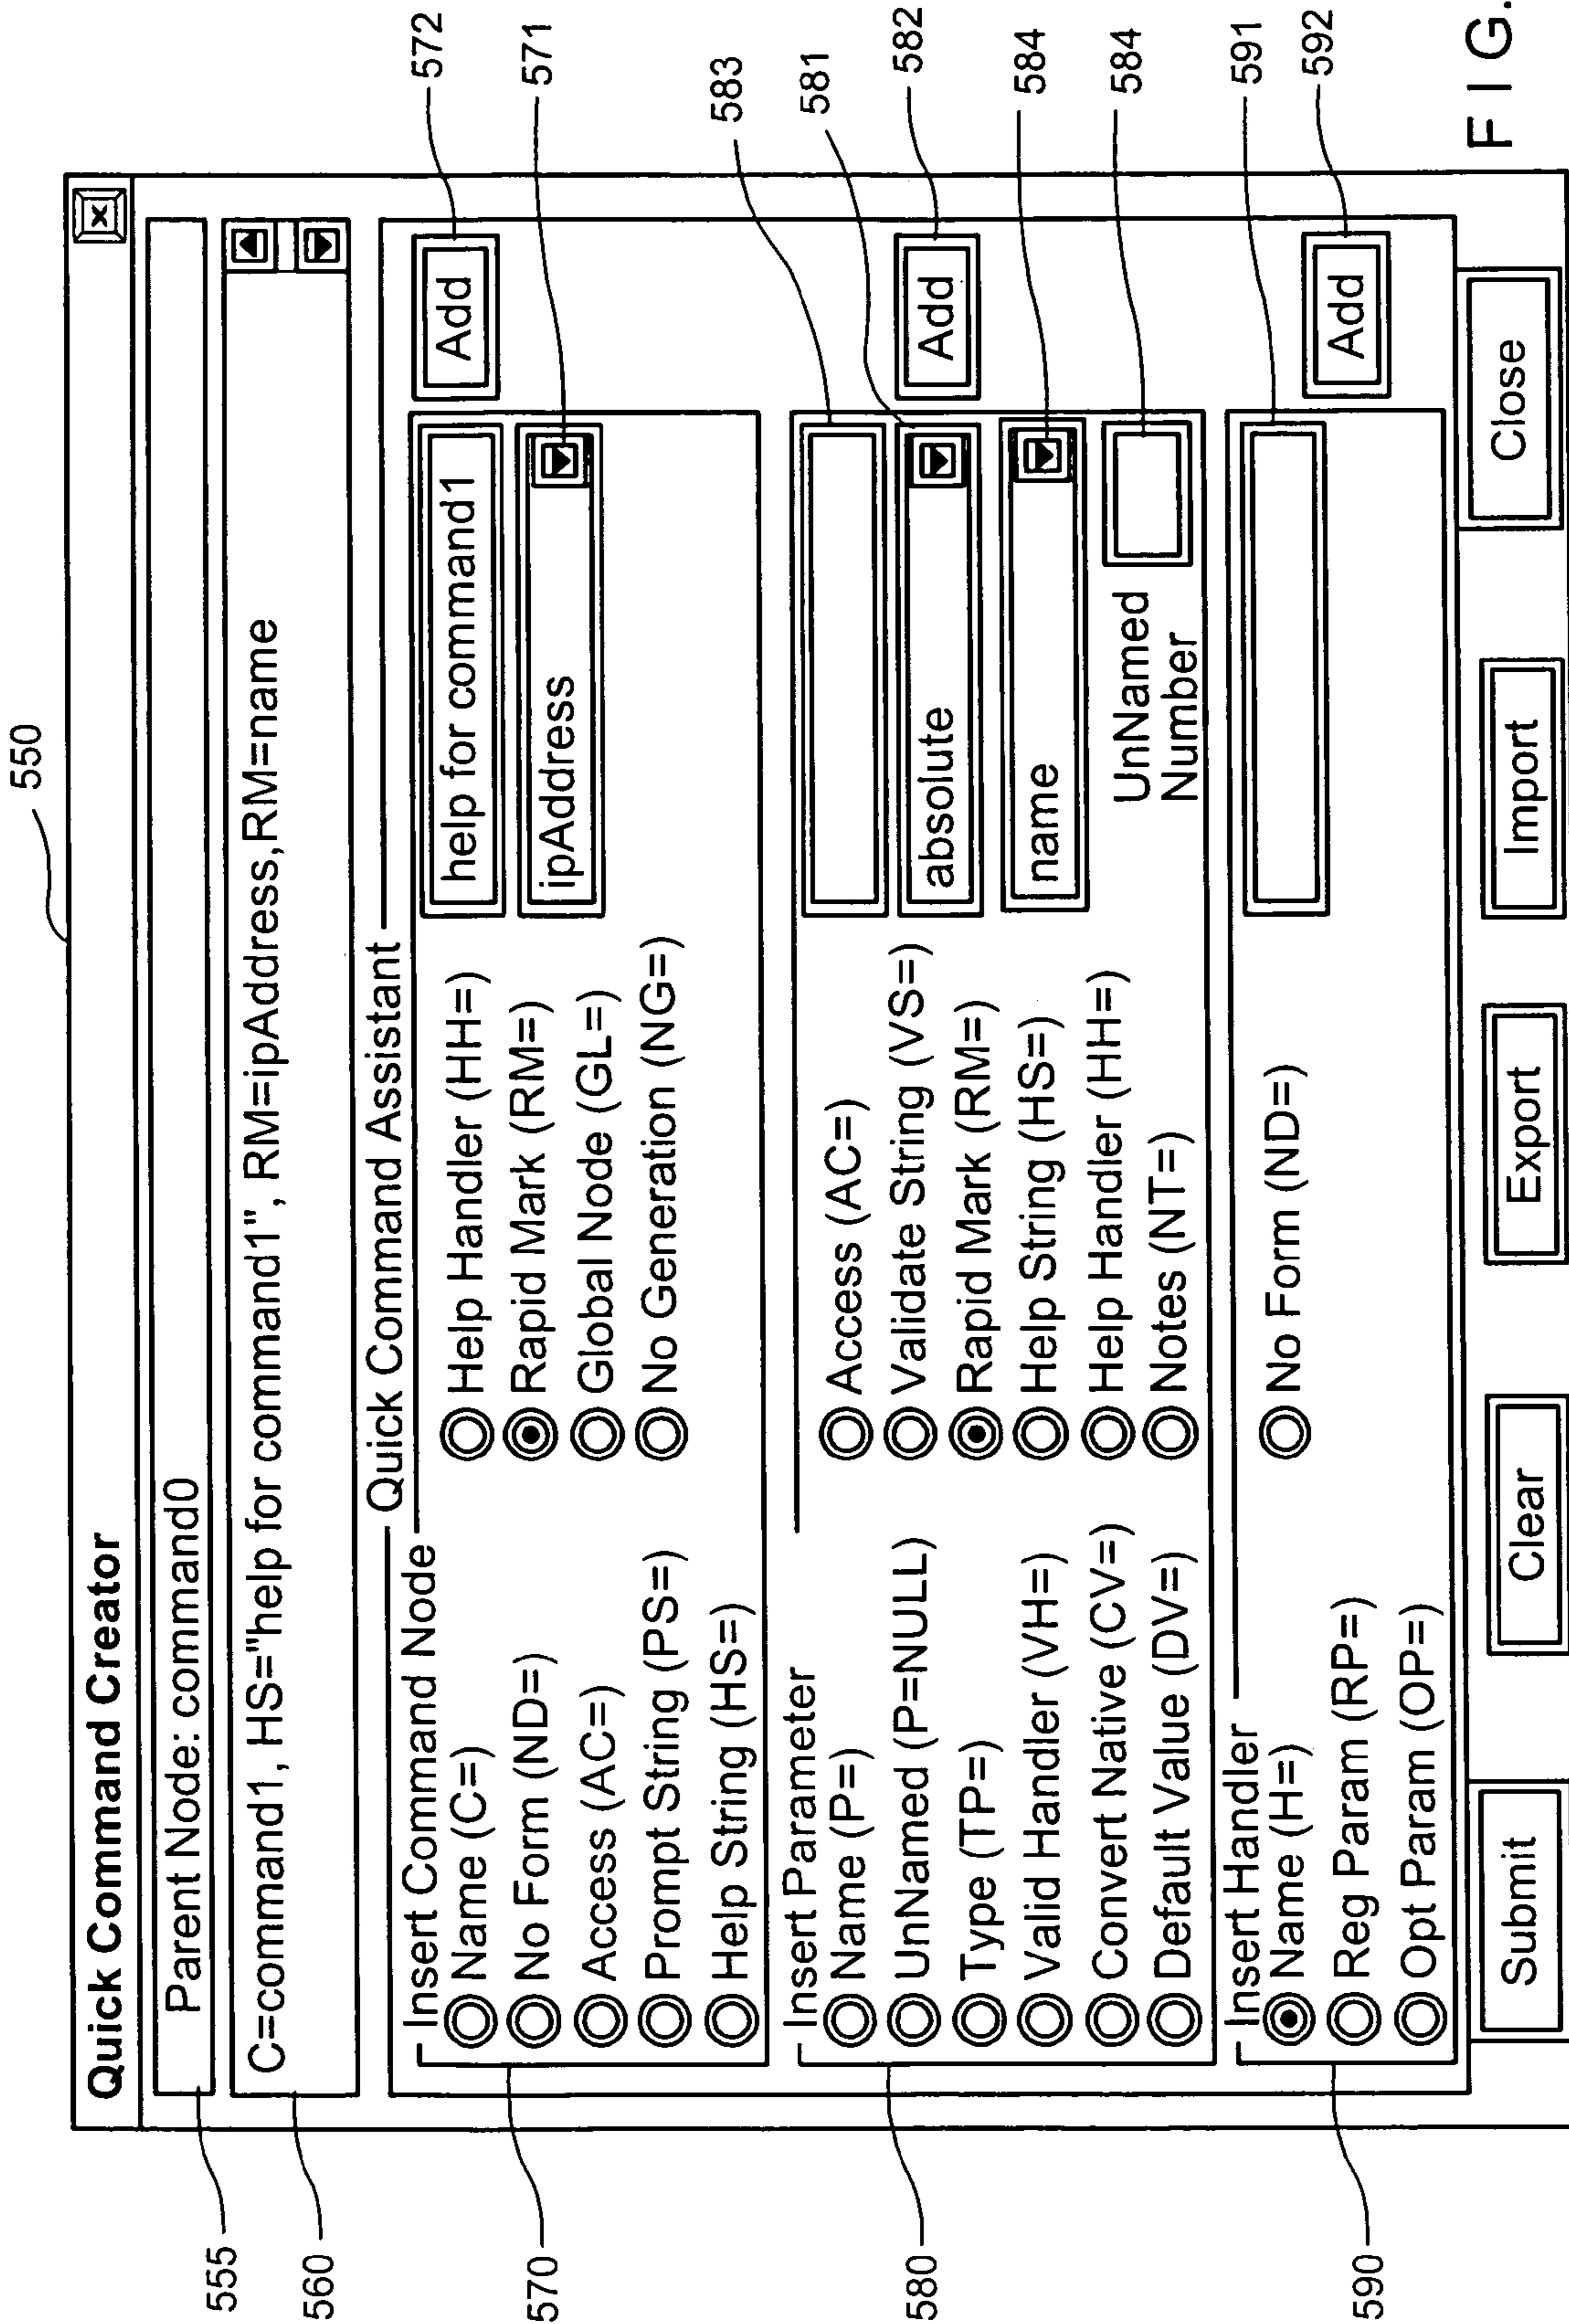 550
Quick Command Creator
x
555
Parent Node: command0
560
C=command1, HS="help for command1", RM=ipAddress,RM=name
Quick Command Assistant
570
Insert Command Node
Name (C=)
No Form (ND=)
Access (AC=)
Prompt String (PS=)
Help String (HS=)
Help Handler (HH=)
Rapid Mark (RM=)
Global Node (GL=)
No Generation (NG=)
help for command1
ipAddress
Add
572
571
580
Insert Parameter
Name (P=)
UnNamed (P=NULL)
Type (TP=)
Valid Handler (VH=)
Convert Native (CV=)
Default Value (DV=)
Access (AC=)
Validate String (VS=)
Rapid Mark (RM=)
Help String (HS=)
Help Handler (HH=)
Notes (NT=)
absolute
name
UnNamed
Number
Add
583
581
582
584
584
590
Insert Handler
Name (H=)
Reg Param (RP=)
Opt Param (OP=)
No Form (ND=)
Add
591
592
Submit
Clear
Export
Import
Close
FIG.